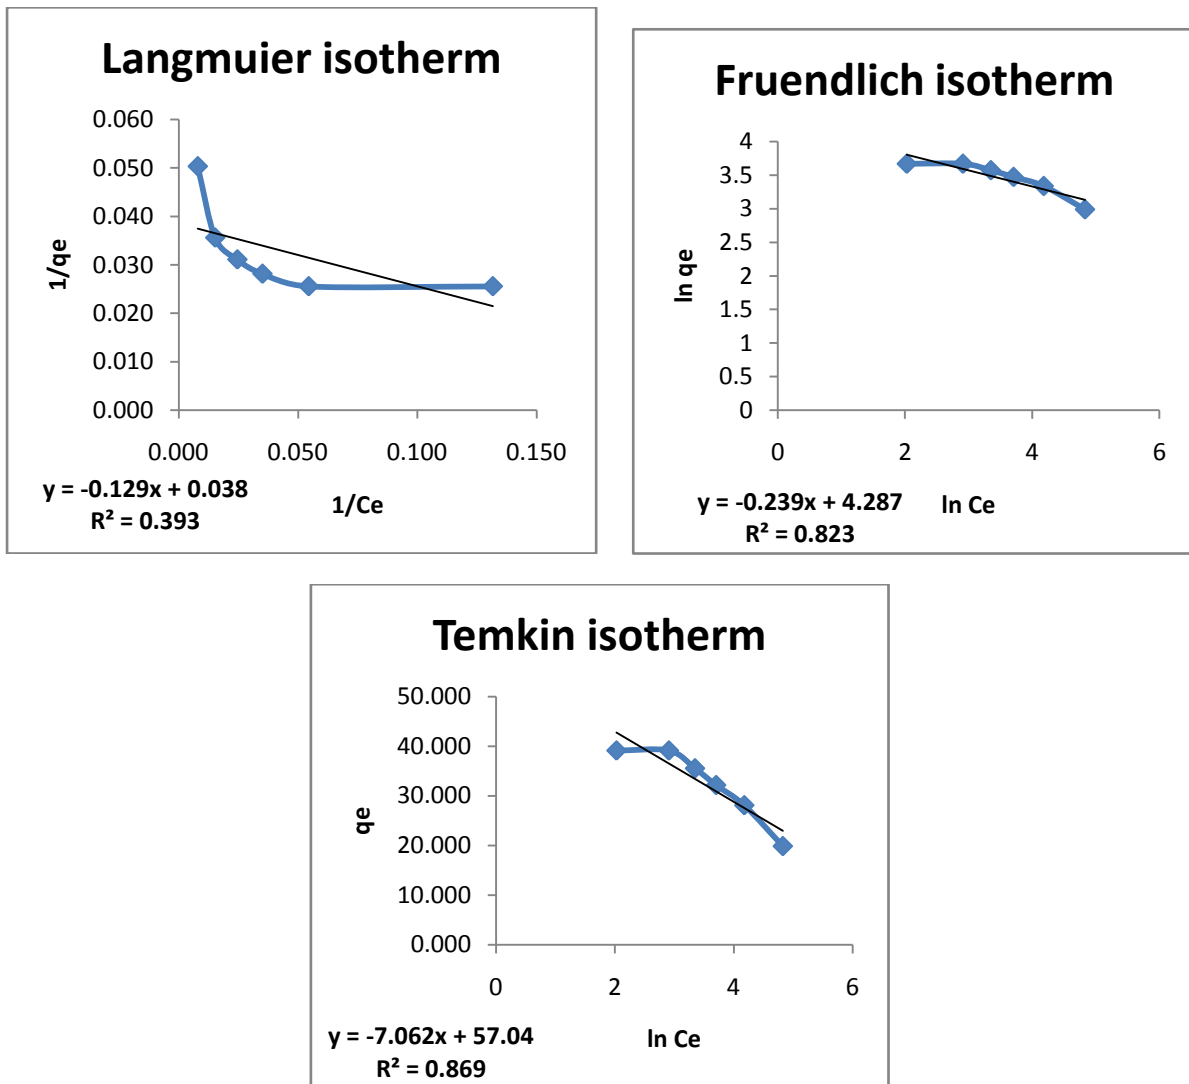 Langmuier isotherm
0.060
0.050
0.040
0.030
0.020
0.010
0.000
1/qe
0.000 0.050 0.100 0.150
y = -0.129x + 0.038
R² = 0.393
1/Ce
Fruendlich isotherm
4
3.5
3
2.5
2
1.5
1
0.5
0
ln qe
0 2 4 6
y = -0.239x + 4.287
R² = 0.823
ln Ce
Temkin isotherm
50.000
40.000
30.000
20.000
10.000
0.000
qe
0 2 4 6
y = -7.062x + 57.04
R² = 0.869
ln Ce